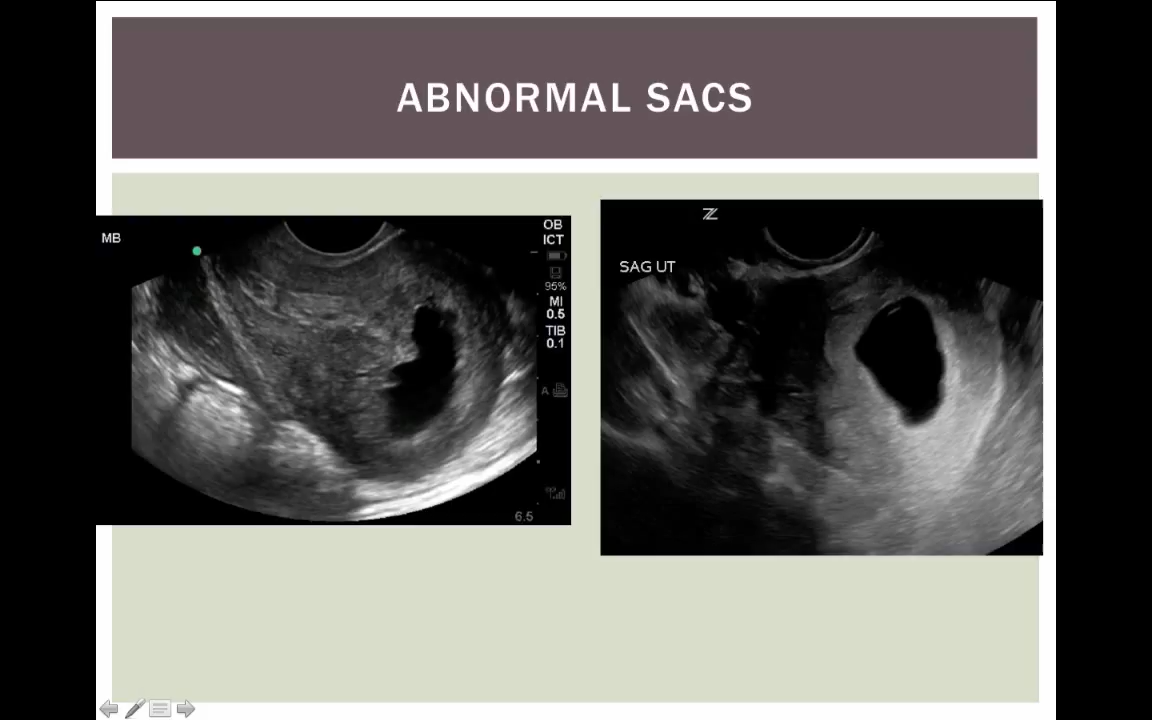 ABNORMAL SACS
MB
OB
ICT
95%
MI
0.5
TIB
0.1
A
6.5
Z
SAG UT